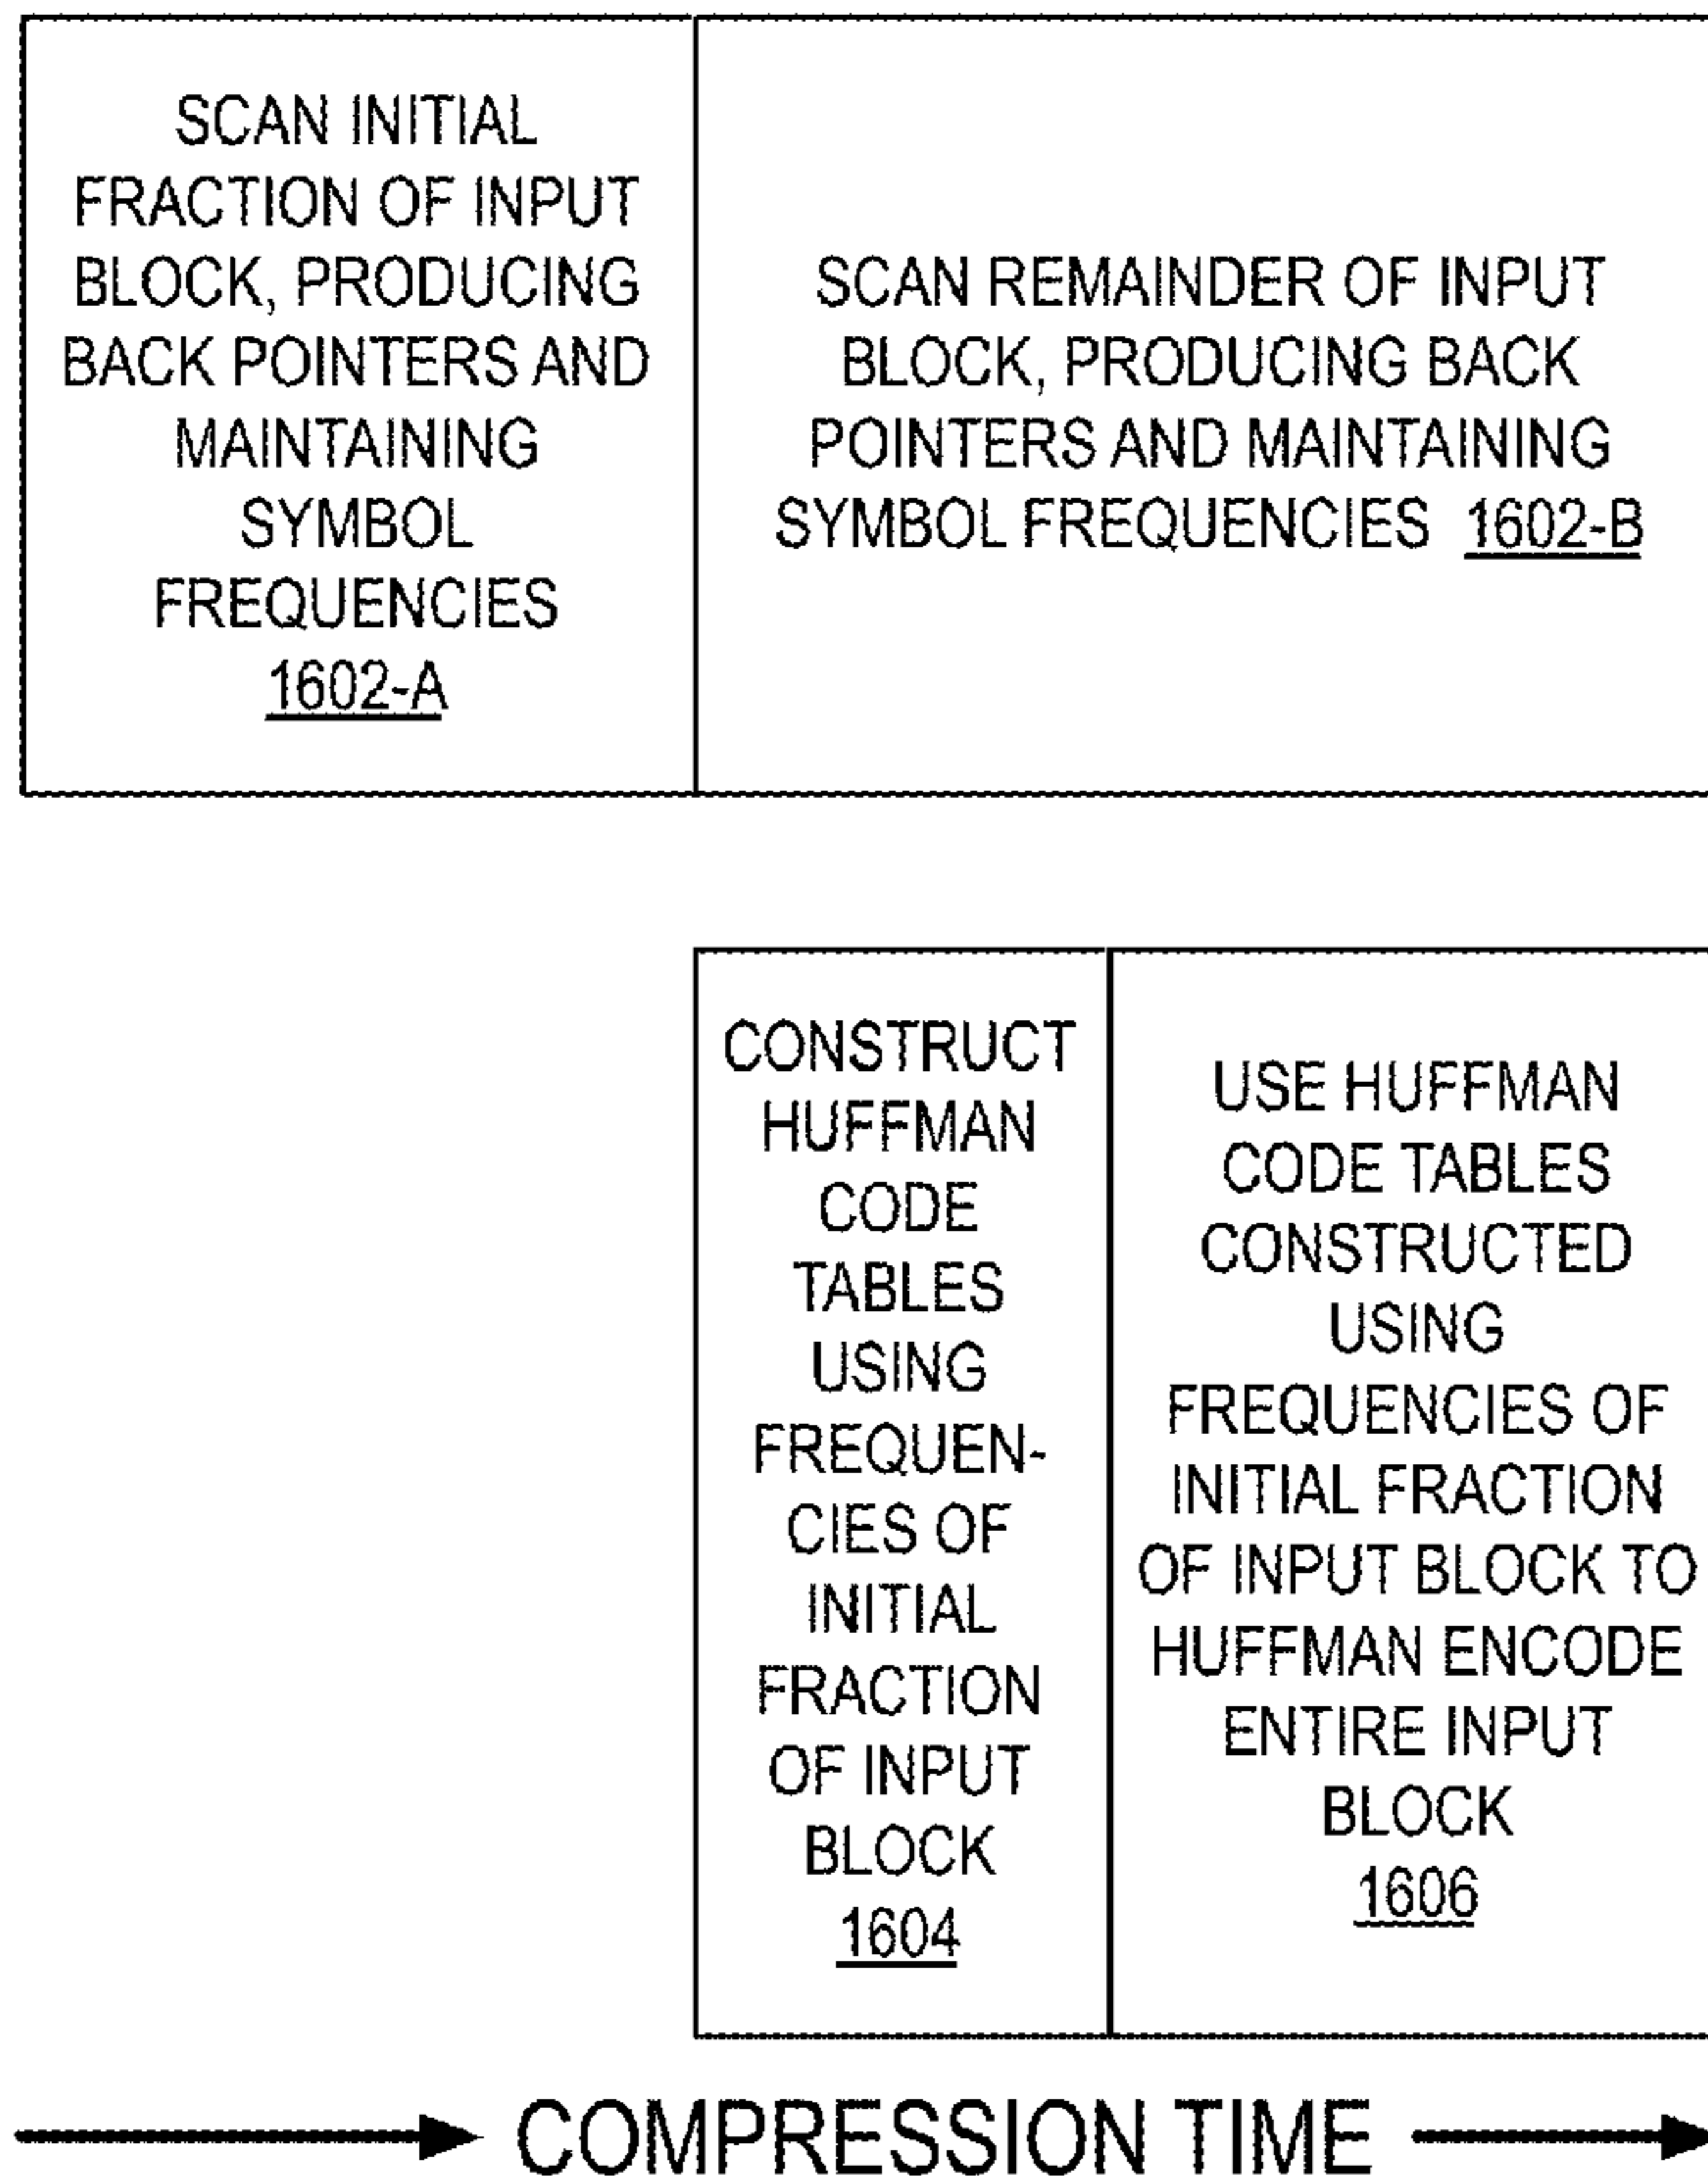 SCAN INITIAL
FRACTION OF INPUT
BLOCK, PRODUCING
BACK POINTERS AND
MAINTAINING
SYMBOL
FREQUENCIES
1602-A
SCAN REMAINDER OF INPUT
BLOCK, PRODUCING BACK
POINTERS AND MAINTAINING
SYMBOL FREQUENCIES 1602-B
CONSTRUCT
HUFFMAN
CODE
TABLES
USING
FREQUEN-
CIES OF
INITIAL
FRACTION
OF INPUT
BLOCK
1604
USE HUFFMAN
CODE TABLES
CONSTRUCTED
USING
FREQUENCIES OF
INITIAL FRACTION
OF INPUT BLOCK TO
HUFFMAN ENCODE
ENTIRE INPUT
BLOCK
1606
COMPRESSION TIME